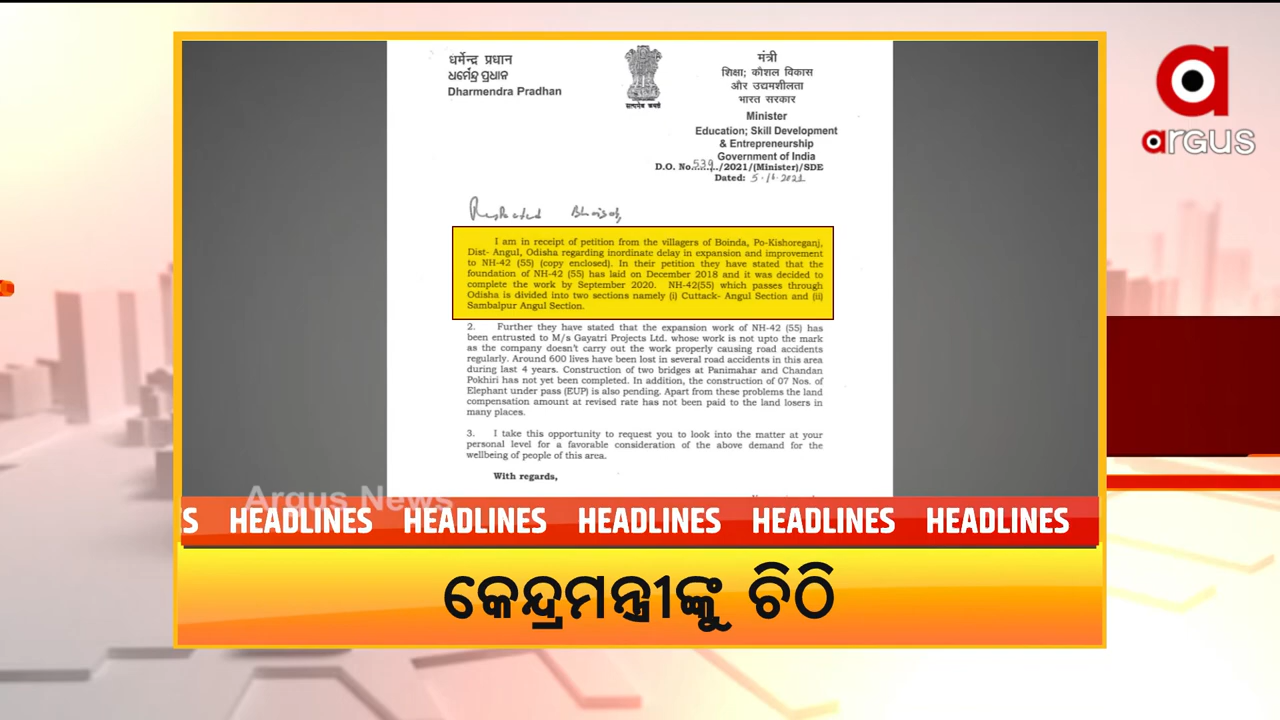 धर्मेन्द्र प्रधान
ଧର୍ମେନ୍ଦ୍ର ପ୍ରଧାନ
Dharmendra Pradhan
सत्यमेव जयते
मंत्री
शिक्षा; कौशल विकास
और उद्यमशीलता
भारत सरकार
Minister
Education; Skill Development
& Entrepreneurship
Government of India
D.O. No.539/2021/(Minister)/SDE
Dated:
argus
Respected
I am in receipt of petition from the villagers of Boinda, Po-Kishoreganj,
Dist- Angul, Odisha regarding inordinate delay in expansion and improvement
to NH-42 (55) (copy enclosed). In their petition they have stated that the
foundation of NH-42 (55) has laid on December 2018 and it was decided to
complete the work by September 2020. NH-42(55) which passes through
Odisha is divided into two sections namely (i) Cuttack- Angul Section and (ii)
Sambalpur Angul Section.
2. Further they have stated that the expansion work of NH-42 (55) has
been entrusted to M/s Gayatri Projects Ltd. whose work is not upto the mark
as the company doesn't carry out the work properly causing road accidents
regularly. Around 600 lives have been lost in several road accidents in this area
during last 4 years. Construction of two bridges at Panimahar and Chandan
Pokhiri has not yet been completed. In addition, the construction of 07 Nos. of
Elephant under pass (EUP) is also pending. Apart from these problems the land
compensation amount at revised rate has not been paid to the land losers in
many places.
3. I take this opportunity to request you to look into the matter at your
personal level for a favorable consideration of the above demand for the
wellbeing of people of this area.
With regards,
Argus News
S HEADLINES HEADLINES HEADLINES HEADLINES HEADLINES
କେନ୍ଦ୍ରମନ୍ତ୍ରୀଙ୍କୁ ଚିଠି